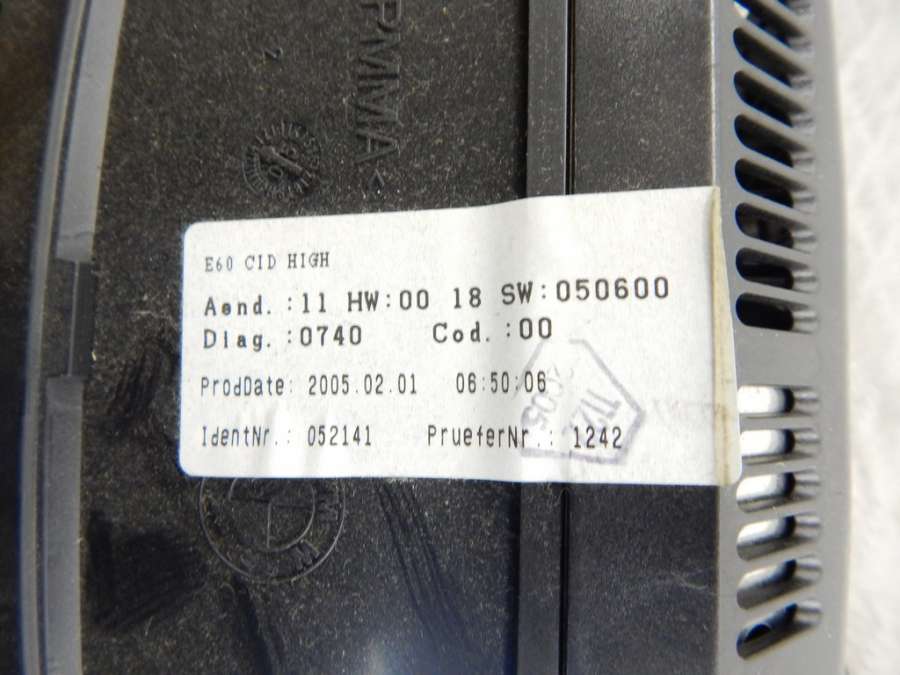 PMMA<
E60 CID HIGH
Aend.:11 HW:00 18 SW:050600
Diag.:0740 Cod.:00
ProdDate: 2005.02.01 06:50:06
IdentNr.: 052141 PrueferNr.: 1242